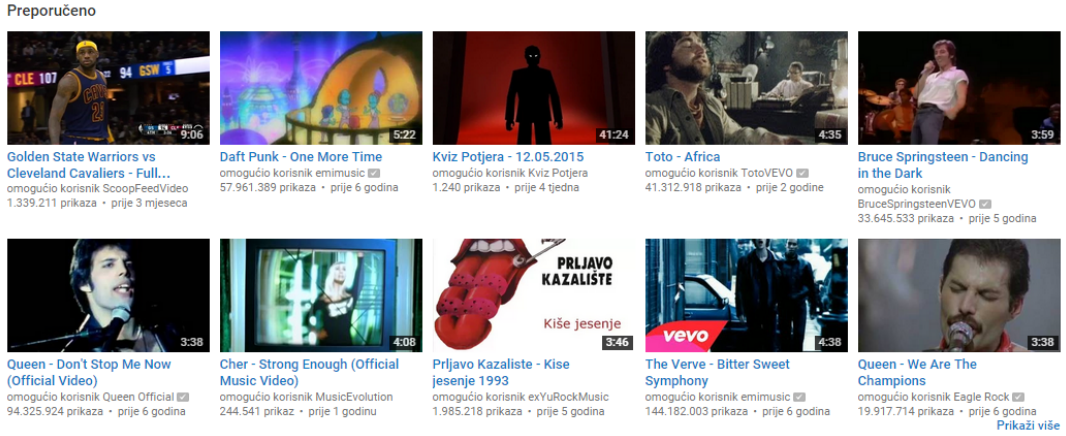 Preporučeno
CLE 107 94 GSW 5
9:06
5:22
41:24
4:35
3:59
Golden State Warriors vs
Cleveland Cavaliers - Full...
omogućio korisnik ScoopFeedVideo
1.339.211 prikaza • prije 3 mjeseca
Daft Punk - One More Time
omogućio korisnik emimusic
57.961.389 prikaza • prije 6 godina
Kviz Potjera - 12.05.2015
omogućio korisnik Kviz Potjera
1.240 prikaza • prije 4 tjedna
Toto - Africa
omogućio korisnik TotoVEVO
41.312.918 prikaza • prije 2 godine
Bruce Springsteen - Dancing
in the Dark
omogućio korisnik
BruceSpringsteenVEVO
33.645.533 prikaza • prije 5 godina
3:38
4:08
PRLJAVO
KAZALIŠTE
Kiše jesenje
3:46
vevo
4:38
3:38
Queen - Don't Stop Me Now
(Official Video)
omogućio korisnik Queen Official
94.325.924 prikaza • prije 6 godina
Cher - Strong Enough (Official
Music Video)
omogućio korisnik MusicEvolution
244.541 prikaz • prije 1 godinu
Prljavo Kazaliste - Kise
jesenje 1993
omogućio korisnik exYuRockMusic
1.985.218 prikaza • prije 5 godina
The Verve - Bitter Sweet
Symphony
omogućio korisnik emimusic
144.182.003 prikaza • prije 6 godina
Queen - We Are The
Champions
omogućio korisnik Eagle Rock
19.917.714 prikaza • prije 6 godina
Prikaži više